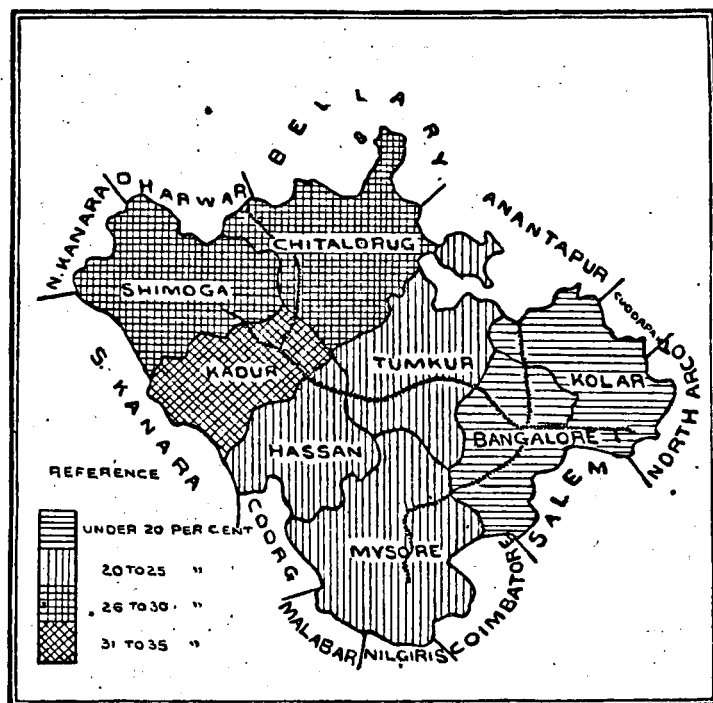 BELLARY
N. KANARA
DHARWAR
ANANTAPUR
CHITALDRUG
CUDDAPAH
SHIMOGA
TUMKUR
KADUR
KOLAR
S. KANARA
NORTH ARCOT
BANGALORE
HASSAN
SALEM
REFERENCE
UNDER 20 PER CENT
20 TO 25 "
26 TO 30 "
31 TO 35 "
COORG
MYSORE
COIMBATORE
MALABAR
NILGIRIS